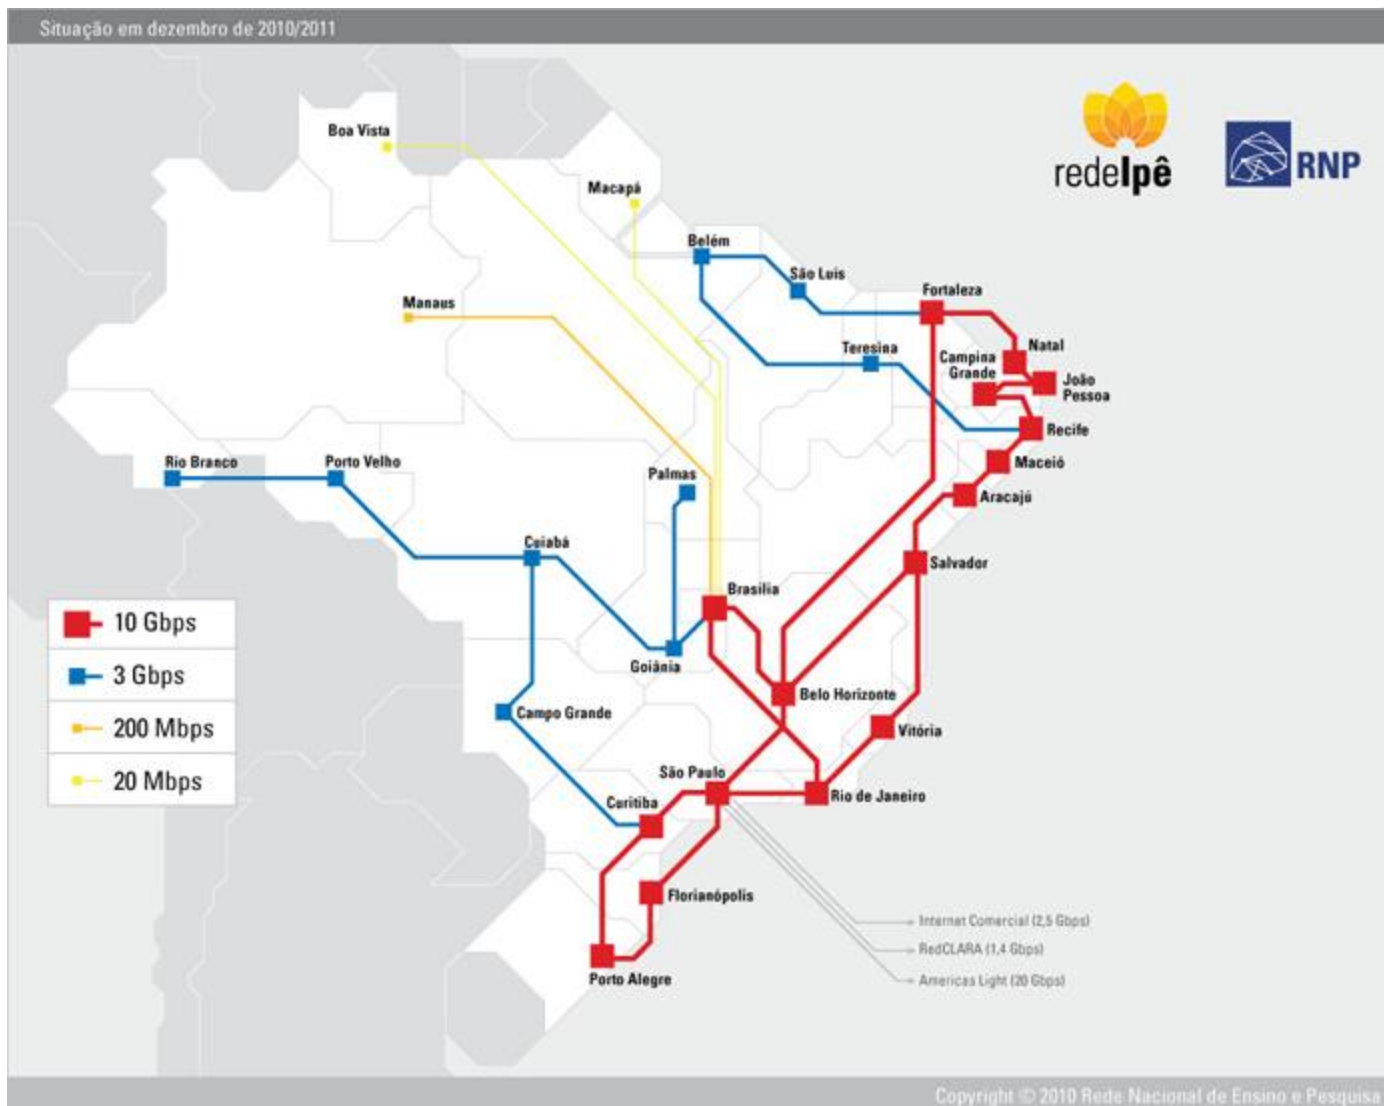 Situação em dezembro de 2010/2011
redeIpê
RNP
Boa Vista
Macapá
Belém
São Luis
Fortaleza
Manaus
Natal
Campina
Grande
João
Pessoa
Teresina
Recife
Rio Branco
Porto Velho
Palmas
Maceió
Aracajú
Cuiabá
Salvador
Brasilia
10 Gbps
3 Gbps
200 Mbps
20 Mbps
Goiânia
Belo Horizonte
Campo Grande
Vitória
São Paulo
Curitiba
Rio de Janeiro
Florianópolis
Porto Alegre
Internet Comercial (2,5 Gbps)
RedCLARA (1,4 Gbps)
Americas Light (20 Gbps)
Copyright © 2010 Rede Nacional de Ensino e Pesquisa